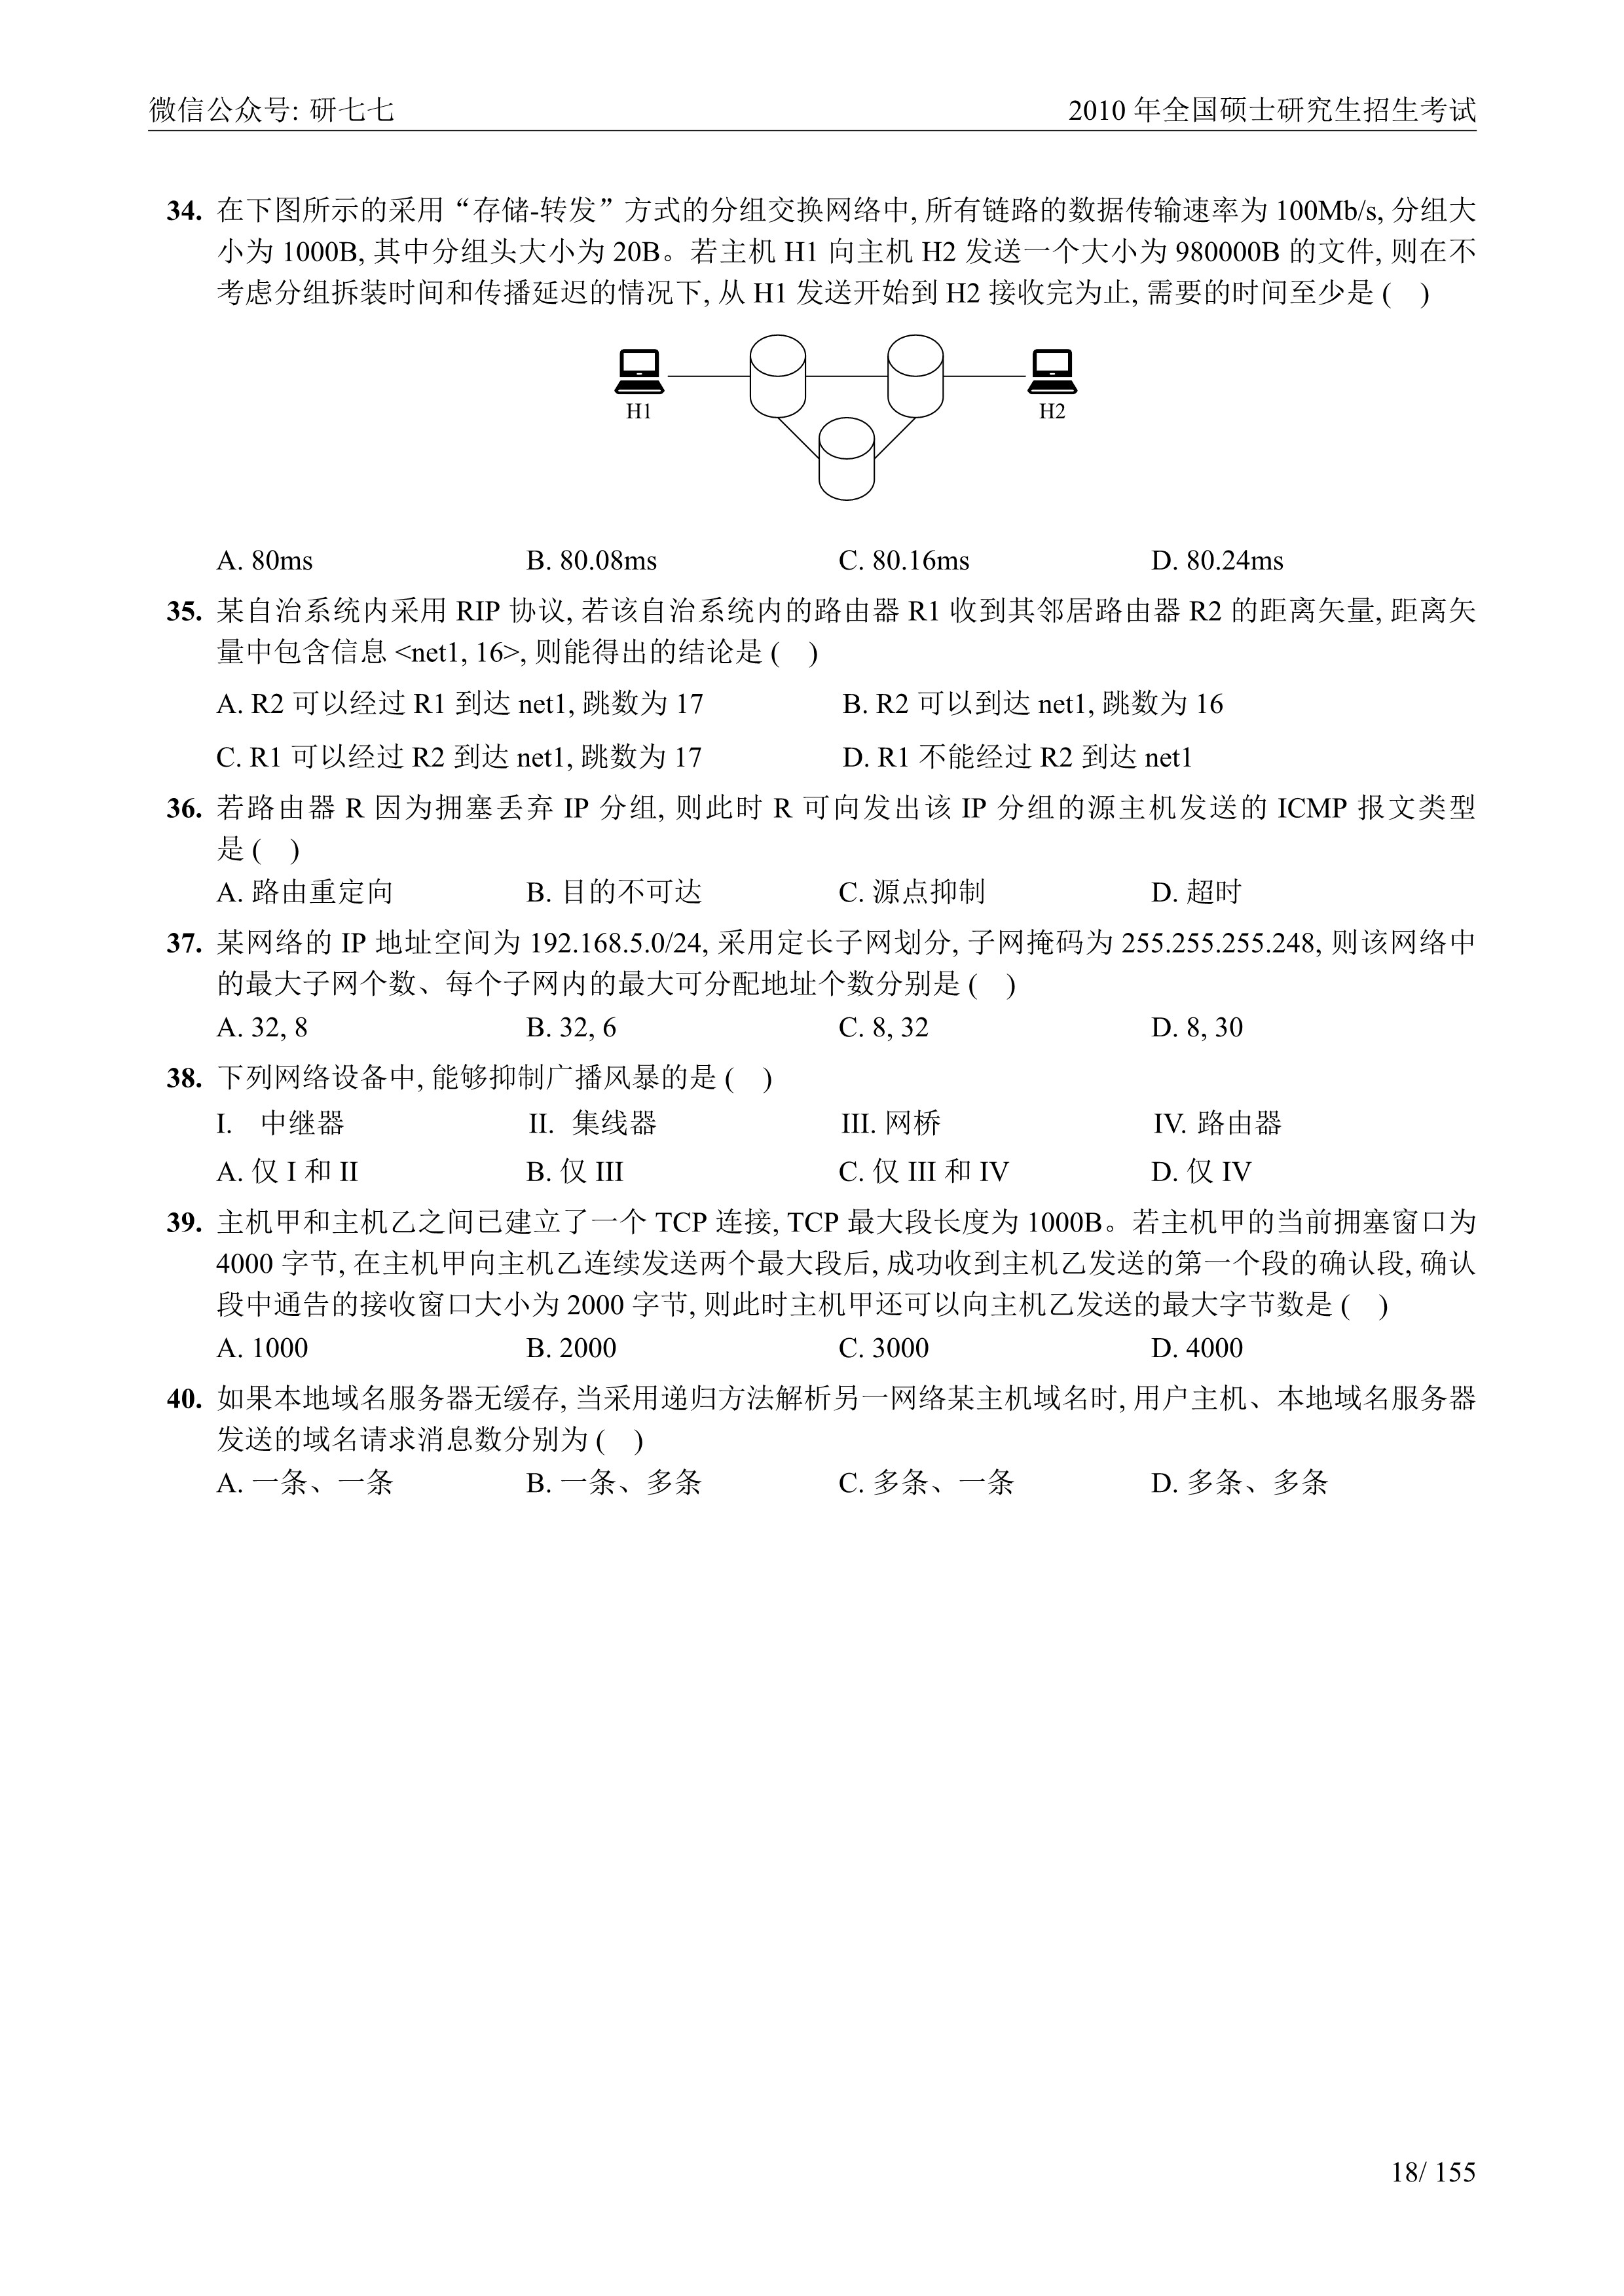 微信公众号: 研七七
2010 年全国硕士研究生招生考试
34. 在下图所示的采用“存储-转发”方式的分组交换网络中, 所有链路的数据传输速率为 100Mb/s, 分组大
小为 1000B, 其中分组头大小为 20B。若主机 H1 向主机 H2 发送一个大小为 980000B 的文件, 则在不
考虑分组拆装时间和传播延迟的情况下, 从 H1 发送开始到 H2 接收完为止, 需要的时间至少是 ( )
H1
H2
A. 80ms B. 80.08ms C. 80.16ms D. 80.24ms
35. 某自治系统内采用 RIP 协议, 若该自治系统内的路由器 R1 收到其邻居路由器 R2 的距离矢量, 距离矢
量中包含信息 <net1, 16>, 则能得出的结论是 ( )
A. R2 可以经过 R1 到达 net1, 跳数为 17 B. R2 可以到达 net1, 跳数为 16
C. R1 可以经过 R2 到达 net1, 跳数为 17 D. R1 不能经过 R2 到达 net1
36. 若路由器 R 因为拥塞丢弃 IP 分组, 则此时 R 可向发出该 IP 分组的源主机发送的 ICMP 报文类型
是 ( )
A. 路由重定向 B. 目的不可达 C. 源点抑制 D. 超时
37. 某网络的 IP 地址空间为 192.168.5.0/24, 采用定长子网划分, 子网掩码为 255.255.255.248, 则该网络中
的最大子网个数、每个子网内的最大可分配地址个数分别是 ( )
A. 32, 8 B. 32, 6 C. 8, 32 D. 8, 30
38. 下列网络设备中, 能够抑制广播风暴的是 ( )
I. 中继器 II. 集线器 III. 网桥 IV. 路由器
A. 仅 I 和 II B. 仅 III C. 仅 III 和 IV D. 仅 IV
39. 主机甲和主机乙之间已建立了一个 TCP 连接, TCP 最大段长度为 1000B。若主机甲的当前拥塞窗口为
4000 字节, 在主机甲向主机乙连续发送两个最大段后, 成功收到主机乙发送的第一个段的确认段, 确认
段中通告的接收窗口大小为 2000 字节, 则此时主机甲还可以向主机乙发送的最大字节数是 ( )
A. 1000 B. 2000 C. 3000 D. 4000
40. 如果本地域名服务器无缓存, 当采用递归方法解析另一网络某主机域名时, 用户主机、本地域名服务器
发送的域名请求消息数分别为 ( )
A. 一条、一条 B. 一条、多条 C. 多条、一条 D. 多条、多条
18/ 155